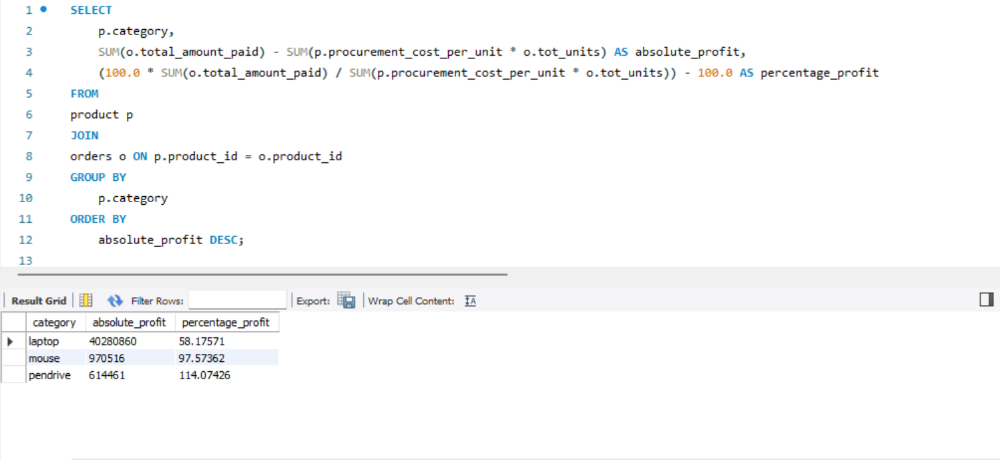 1 SELECT
2 p.category,
3 SUM(o.total_amount_paid) - SUM(p.procurement_cost_per_unit * o.tot_units) AS absolute_profit,
4 (100.0 * SUM(o.total_amount_paid) / SUM(p.procurement_cost_per_unit * o.tot_units)) - 100.0 AS percentage_profit
5 FROM
6 product p
7 JOIN
8 orders o ON p.product_id = o.product_id
9 GROUP BY
10 p.category
11 ORDER BY
12 absolute_profit DESC;
13
Result Grid Filter Rows: Export: Wrap Cell Content: IA
category absolute_profit percentage_profit
laptop 40280860 58.17571
mouse 970516 97.57362
pendrive 614461 114.07426